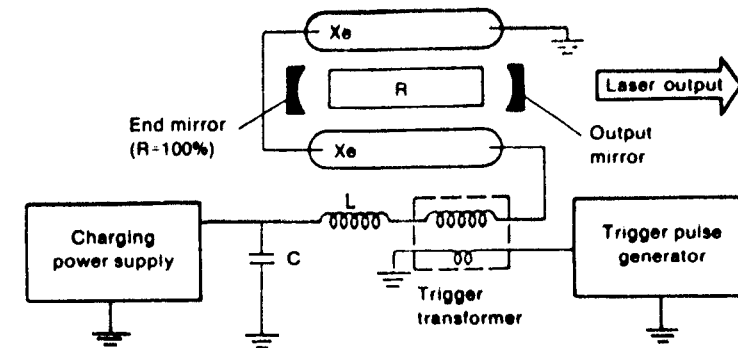 Xe
R
Laser output
End mirror
(R=100%)
Output
mirror
Xe
L
Charging
power supply
C
Trigger pulse
generator
Trigger
transformer